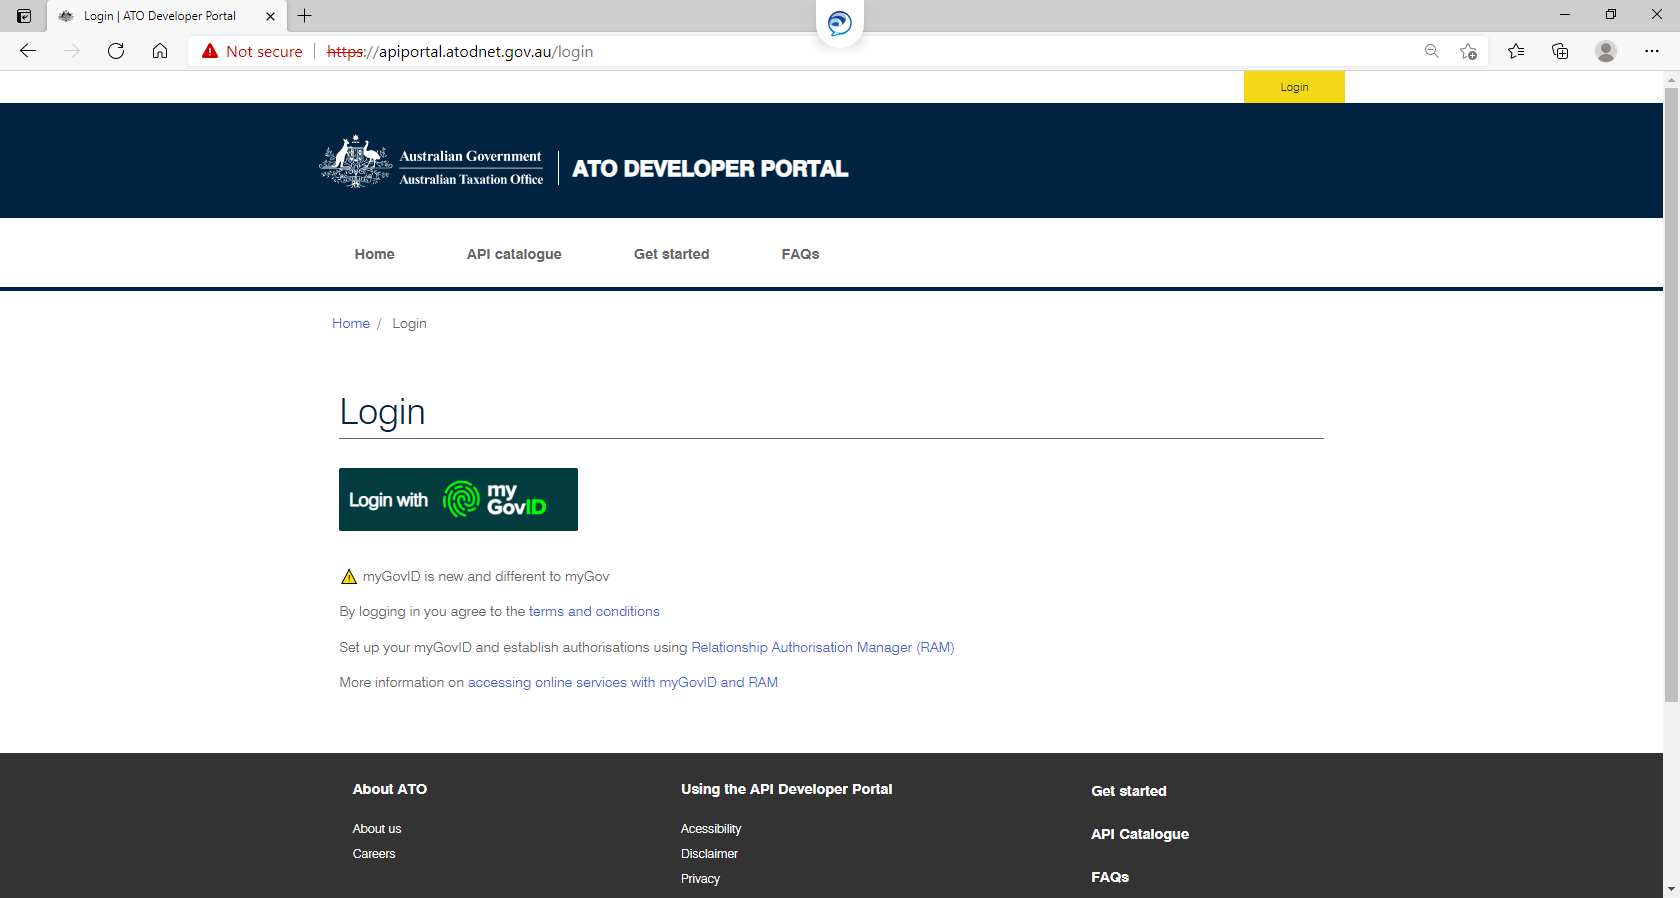 Login | ATO Developer Portal
Not secure https://apiportal.atodnet.gov.au/login
Login
Australian Government
Australian Taxation Office
ATO DEVELOPER PORTAL
Home API catalogue Get started FAQs
Home / Login
Login
Login with my GovID
myGovID is new and different to myGov
By logging in you agree to the terms and conditions
Set up your myGovID and establish authorisations using Relationship Authorisation Manager (RAM)
More information on accessing online services with myGovID and RAM
About ATO
About us
Careers
Using the API Developer Portal
Acessibility
Disclaimer
Privacy
Get started
API Catalogue
FAQs